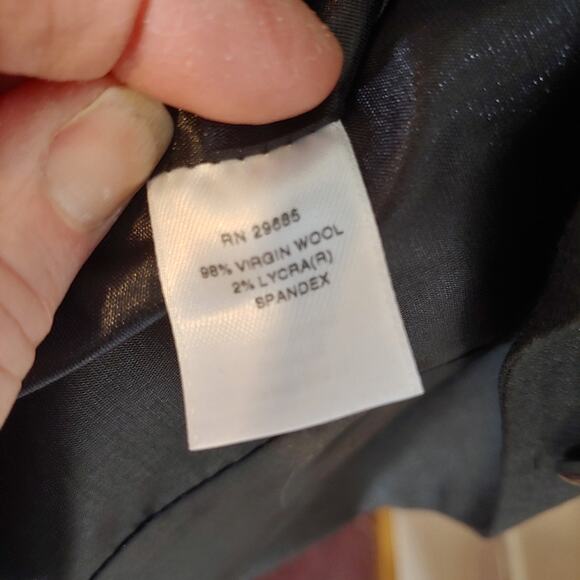 RN 29685
98% VIRGIN WOOL
2% LYCRA(R)
SPANDEX